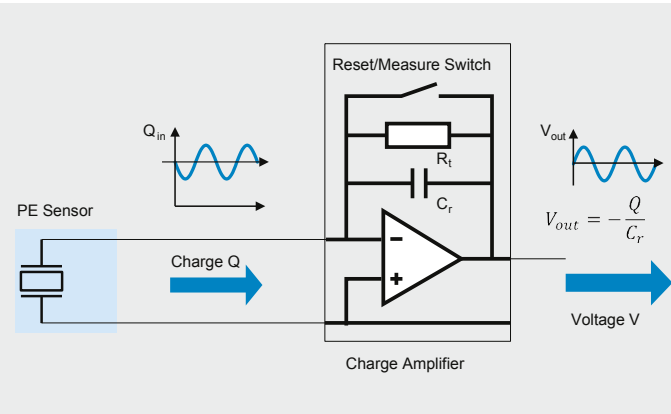 Reset/Measure Switch
Q_in
R_t
V_out
C_r
PE Sensor
V_out = − Q / C_r
Charge Q
−
+
Voltage V
Charge Amplifier